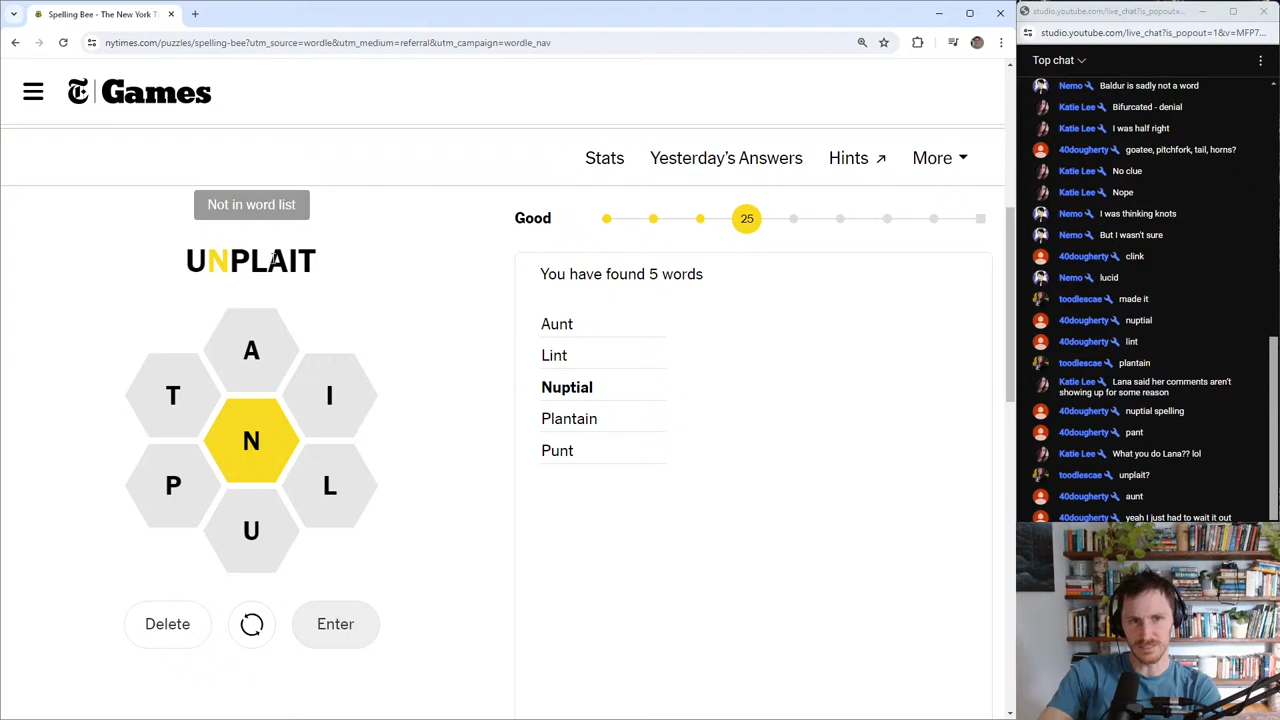 Spelling Bee - The New York T
nytimes.com/puzzles/spelling-bee?utm_source=wordle&utm_medium=referral&utm_campaign=wordle_nav
Games
Stats
Yesterday's Answers
Hints
More
Not in word list
UNPLAIT
A
T
I
N
P
L
U
Delete
Enter
Good
25
You have found 5 words
Aunt
Lint
Nuptial
Plantain
Punt
studio.youtube.com/live_chat?is_popout=...
studio.youtube.com/live_chat?is_popout=1&v=MFP7...
Top chat
Nemo Baldur is sadly not a word
Katie Lee Bifurcated - denial
Katie Lee I was half right
40dougherty goatee, pitchfork, tail, horns?
Katie Lee No clue
Katie Lee Nope
Nemo I was thinking knots
Nemo But I wasn't sure
40dougherty clink
Nemo lucid
toodlescae made it
40dougherty nuptial
40dougherty lint
toodlescae plantain
Katie Lee Lana said her comments aren't
showing up for some reason
40dougherty nuptial spelling
40dougherty pant
Katie Lee What you do Lana?? lol
toodlescae unplait?
40dougherty aunt
40dougherty yeah I just had to wait it out